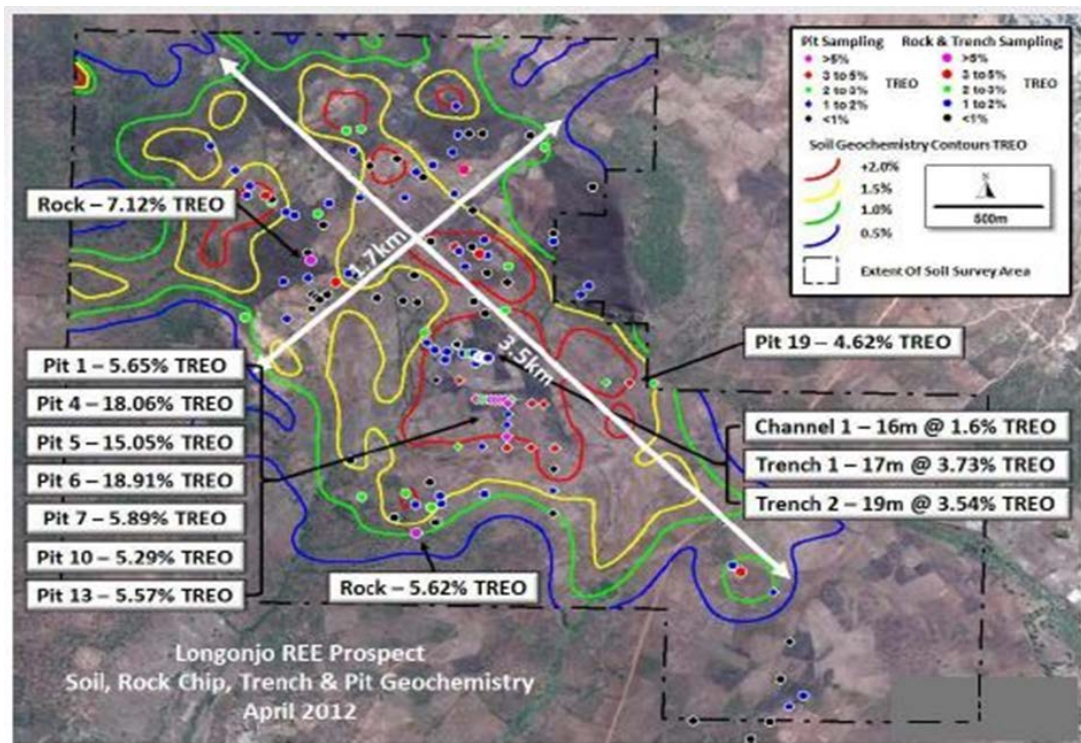 Pit Sampling
>5%
3 to 5%
2 to 3%
1 to 2%
<1%
TREO
Rock & Trench Sampling
>5%
3 to 5%
2 to 3%
1 to 2%
<1%
TREO
Soil Geochemistry Contours TREO
+2.0%
1.5%
1.0%
0.5%
N
500m
Extent Of Soil Survey Area
Rock – 7.12% TREO
1.7km
3.5km
Pit 19 – 4.62% TREO
Pit 1 – 5.65% TREO
Pit 4 – 18.06% TREO
Pit 5 – 15.05% TREO
Pit 6 – 18.91% TREO
Pit 7 – 5.89% TREO
Pit 10 – 5.29% TREO
Pit 13 – 5.57% TREO
Channel 1 – 16m @ 1.6% TREO
Trench 1 – 17m @ 3.73% TREO
Trench 2 – 19m @ 3.54% TREO
Rock – 5.62% TREO
Longonjo REE Prospect
Soil, Rock Chip, Trench & Pit Geochemistry
April 2012